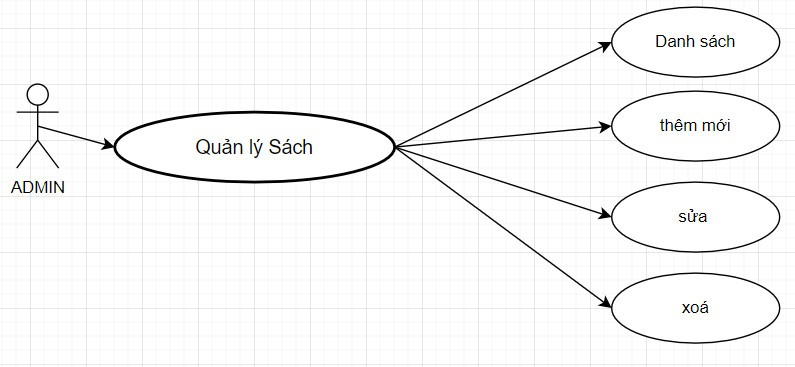 Danh sách
thêm mới
Quản lý Sách
ADMIN
sửa
xoá